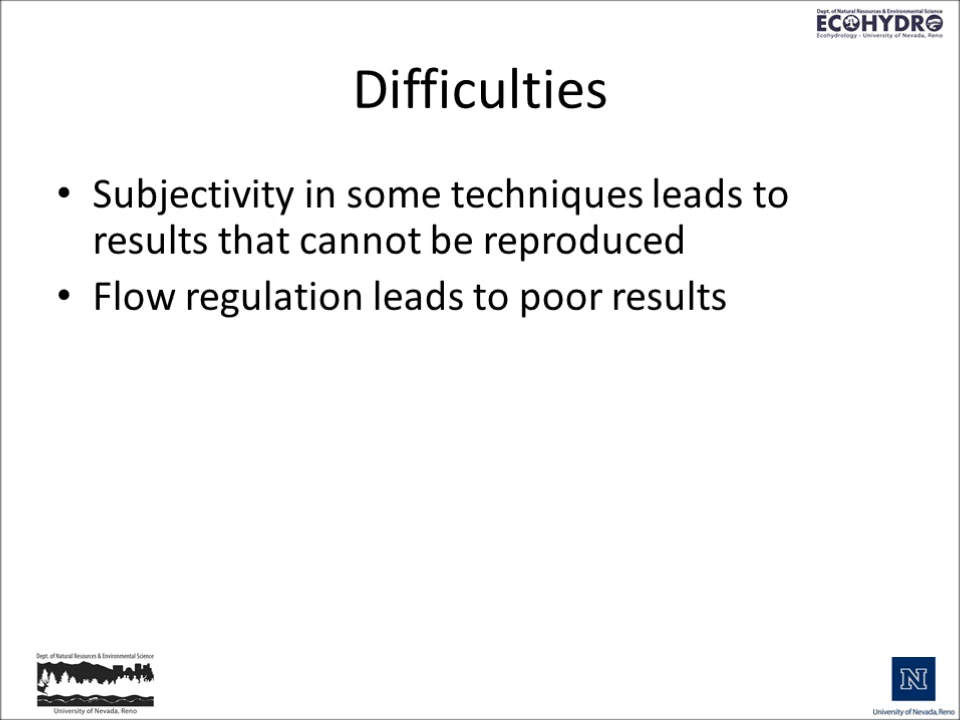 Dept. of Natural Resources & Environmental Science
ECOHYDRO
Ecohydrology - University of Nevada, Reno
Difficulties
• Subjectivity in some techniques leads to
results that cannot be reproduced
• Flow regulation leads to poor results
Dept. of Natural Resources & Environmental Science
University of Nevada, Reno
N
University of Nevada, Reno